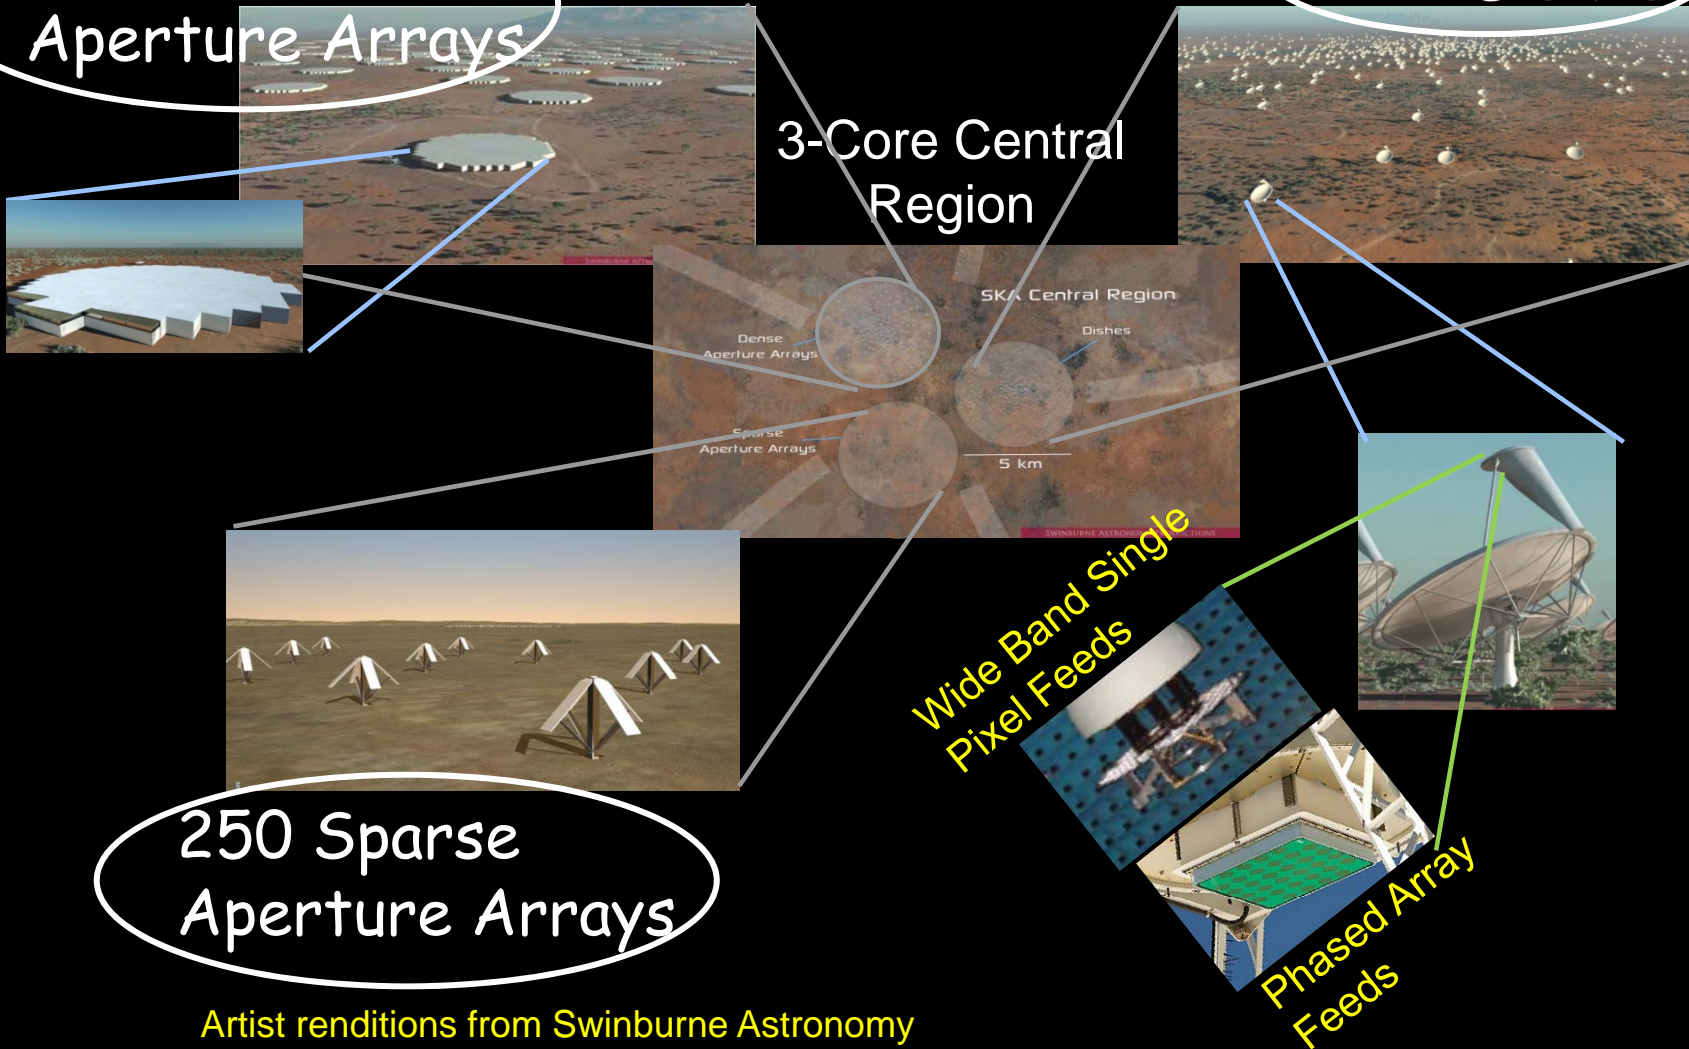 Aperture Arrays
3-Core Central
Region
SKA Central Region
Dense
Aperture Arrays
Dishes
Sparse
Aperture Arrays
5 km
Wide Band Single
Pixel Feeds
Phased Array
Feeds
250 Sparse
Aperture Arrays
Artist renditions from Swinburne Astronomy